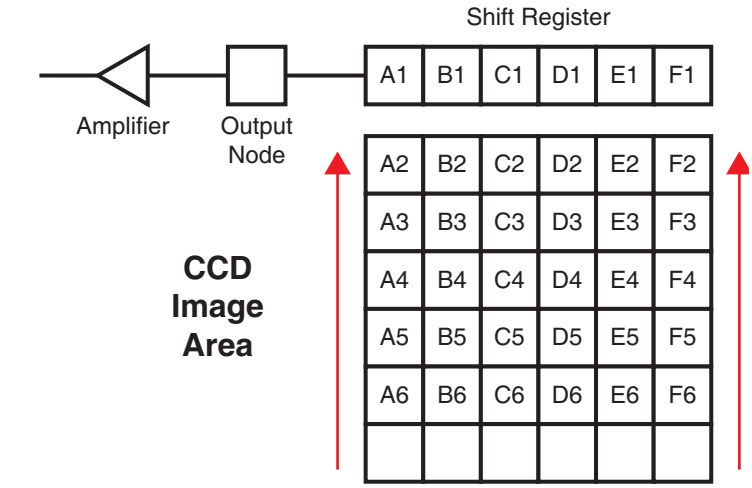 Shift Register
A1 B1 C1 D1 E1 F1
Amplifier
Output
Node
A2 B2 C2 D2 E2 F2
A3 B3 C3 D3 E3 F3
CCD
Image
Area
A4 B4 C4 D4 E4 F4
A5 B5 C5 D5 E5 F5
A6 B6 C6 D6 E6 F6